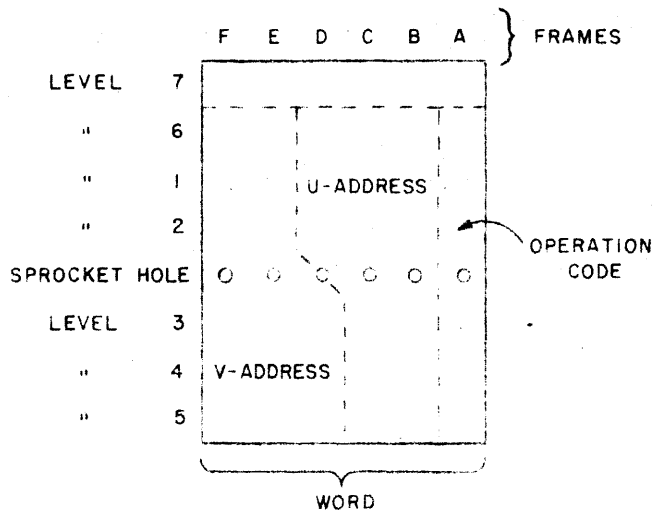 F E D C B A } FRAMES
LEVEL 7
" 6
" 1 U-ADDRESS
" 2
OPERATION
CODE
SPROCKET HOLE
LEVEL 3
" 4 V-ADDRESS
" 5
WORD